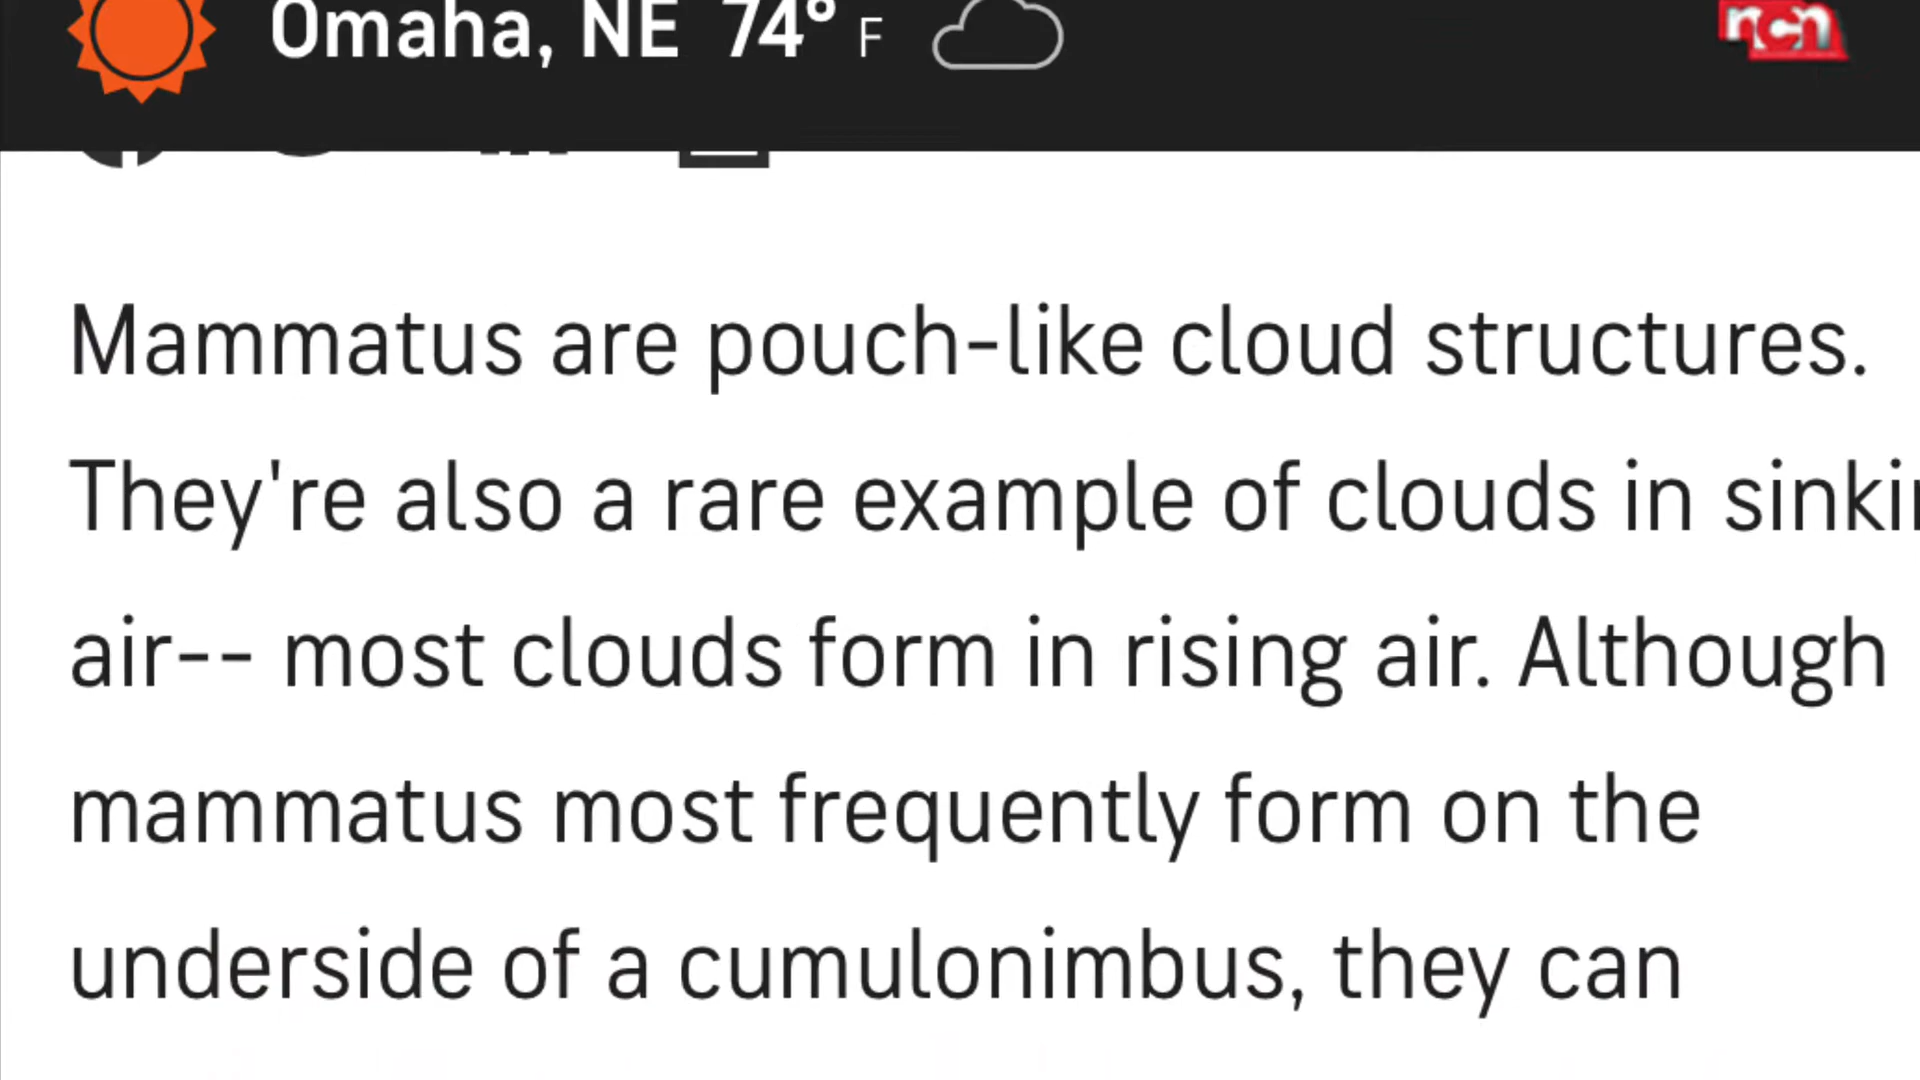 Omaha, NE 74° F
rcn
Mammatus are pouch-like cloud structures.
They're also a rare example of clouds in
air-- most clouds form in rising air. Although
mammatus most frequently form on the
underside of a cumulonimbus, they can